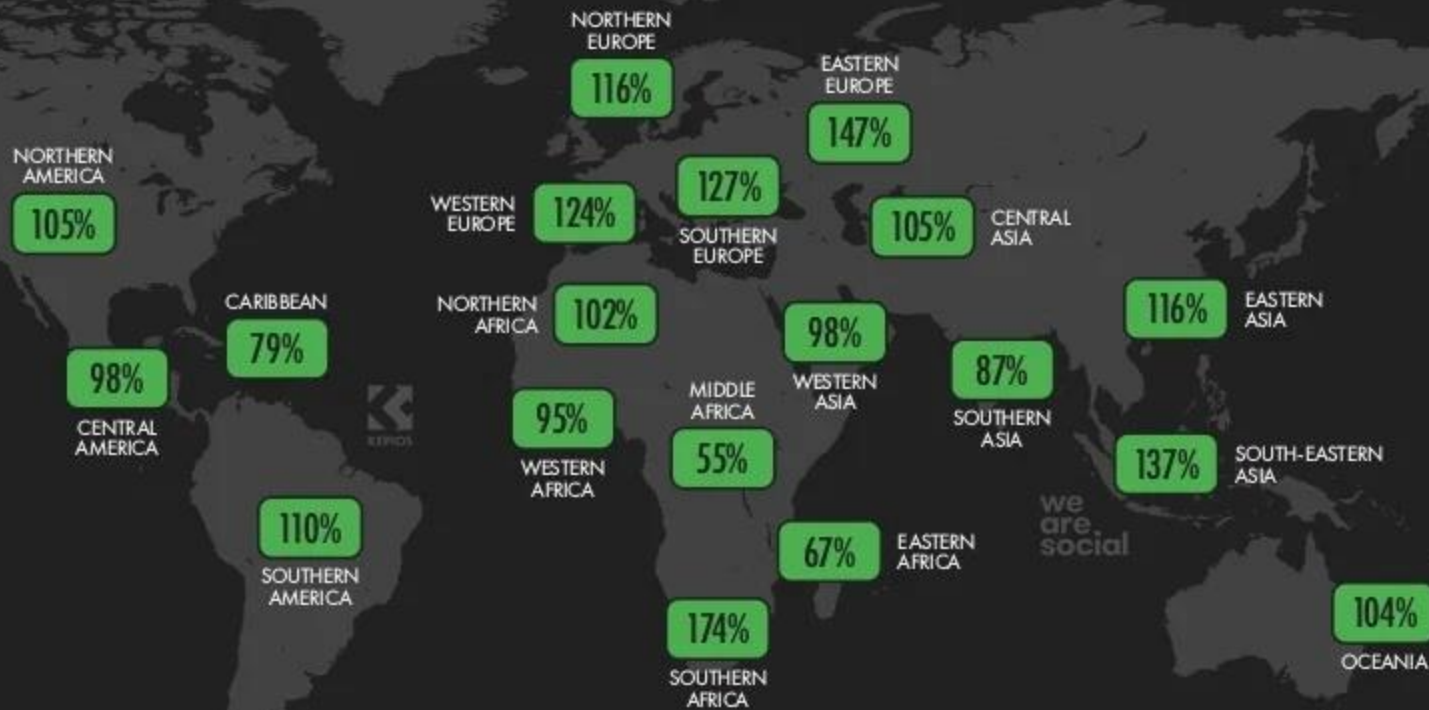 NORTHERN
EUROPE
116%
EASTERN
EUROPE
147%
NORTHERN
AMERICA
105%
WESTERN
EUROPE
124%
127%
SOUTHERN
EUROPE
105%
CENTRAL
ASIA
CARIBBEAN
79%
NORTHERN
AFRICA
102%
98%
WESTERN
ASIA
116%
EASTERN
ASIA
98%
CENTRAL
AMERICA
KEPIOS
95%
WESTERN
AFRICA
MIDDLE
AFRICA
55%
87%
SOUTHERN
ASIA
137%
SOUTH-EASTERN
ASIA
we
are
social
110%
SOUTHERN
AMERICA
67%
EASTERN
AFRICA
174%
SOUTHERN
AFRICA
104%
OCEANIA